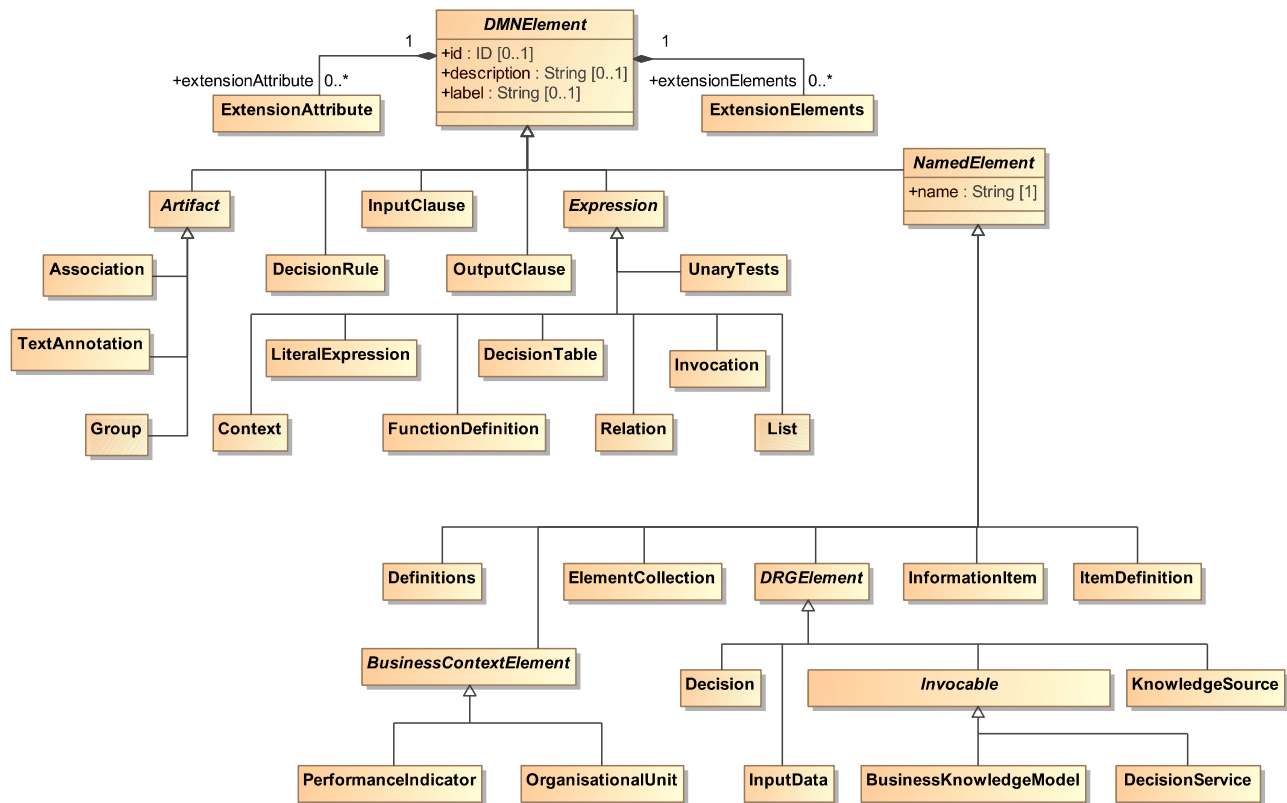 DMNElement
+id : ID [0..1]
+description : String [0..1]
+label : String [0..1]
1
1
+extensionAttribute 0..*
+extensionElements 0..*
ExtensionAttribute
ExtensionElements
NamedElement
+name : String [1]
Artifact
InputClause
Expression
Association
DecisionRule
OutputClause
UnaryTests
TextAnnotation
LiteralExpression
DecisionTable
Invocation
Group
Context
FunctionDefinition
Relation
List
Definitions
ElementCollection
DRGElement
InformationItem
ItemDefinition
BusinessContextElement
Decision
Invocable
KnowledgeSource
PerformanceIndicator
OrganisationalUnit
InputData
BusinessKnowledgeModel
DecisionService